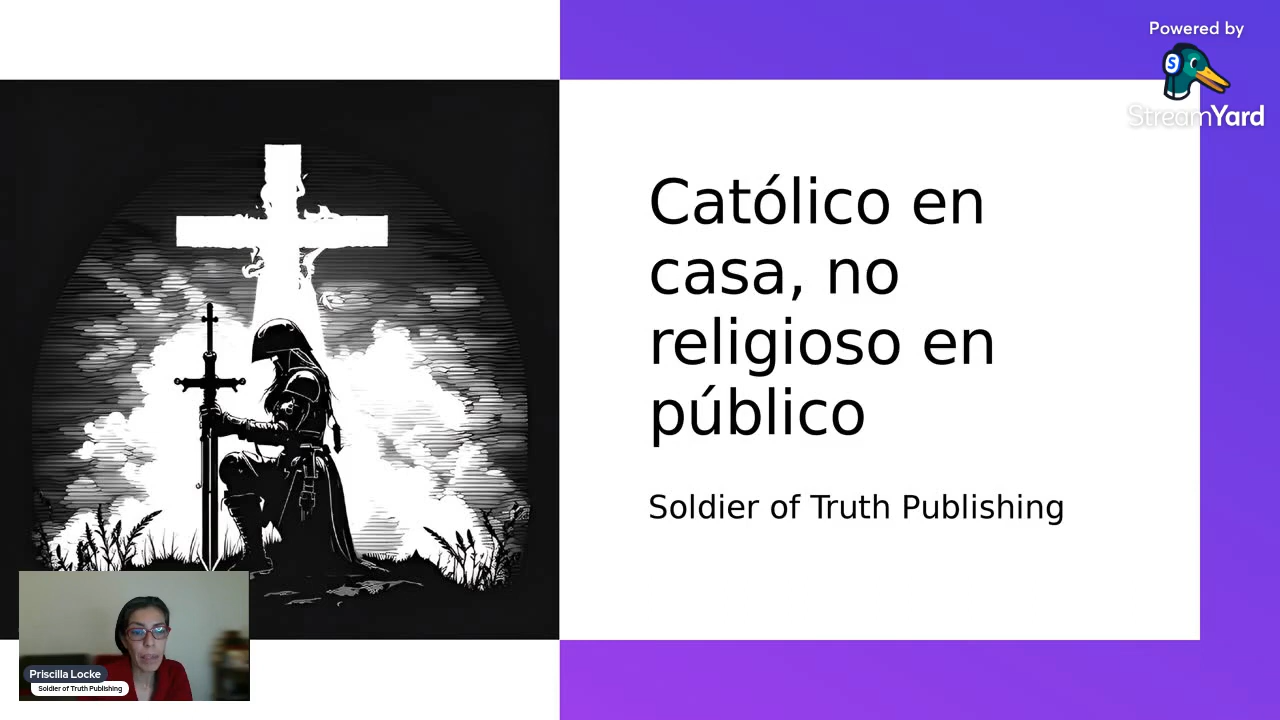 Powered by
StreamYard
Católico en
casa, no
religioso en
público
Soldier of Truth Publishing
Priscilla Locke
Soldier of Truth Publishing